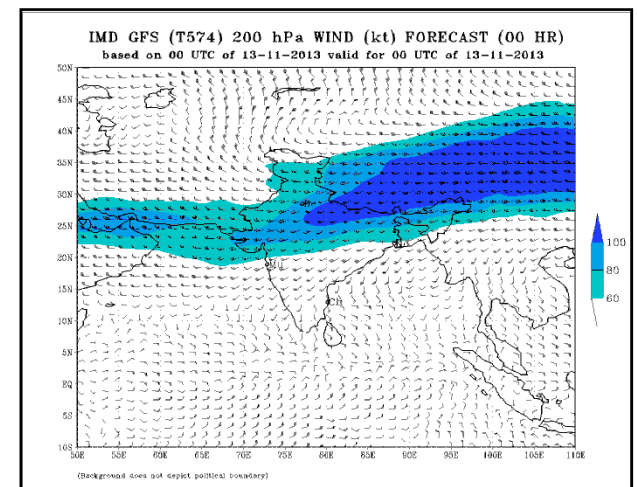 IMD GFS (T574) 200 hPa WIND (kt) FORECAST (00 HR)
based on 00 UTC of 13-11-2013 valid for 00 UTC of 13-11-2013
50N
45N
40N
35N
30N
25N
20N
15N
10N
5N
EQ
5S
10S
50E 55E 60E 65E 70E 75E 80E 85E 90E 95E 100E 105E 110E
100
80
60
(Background does not depict political boundary)